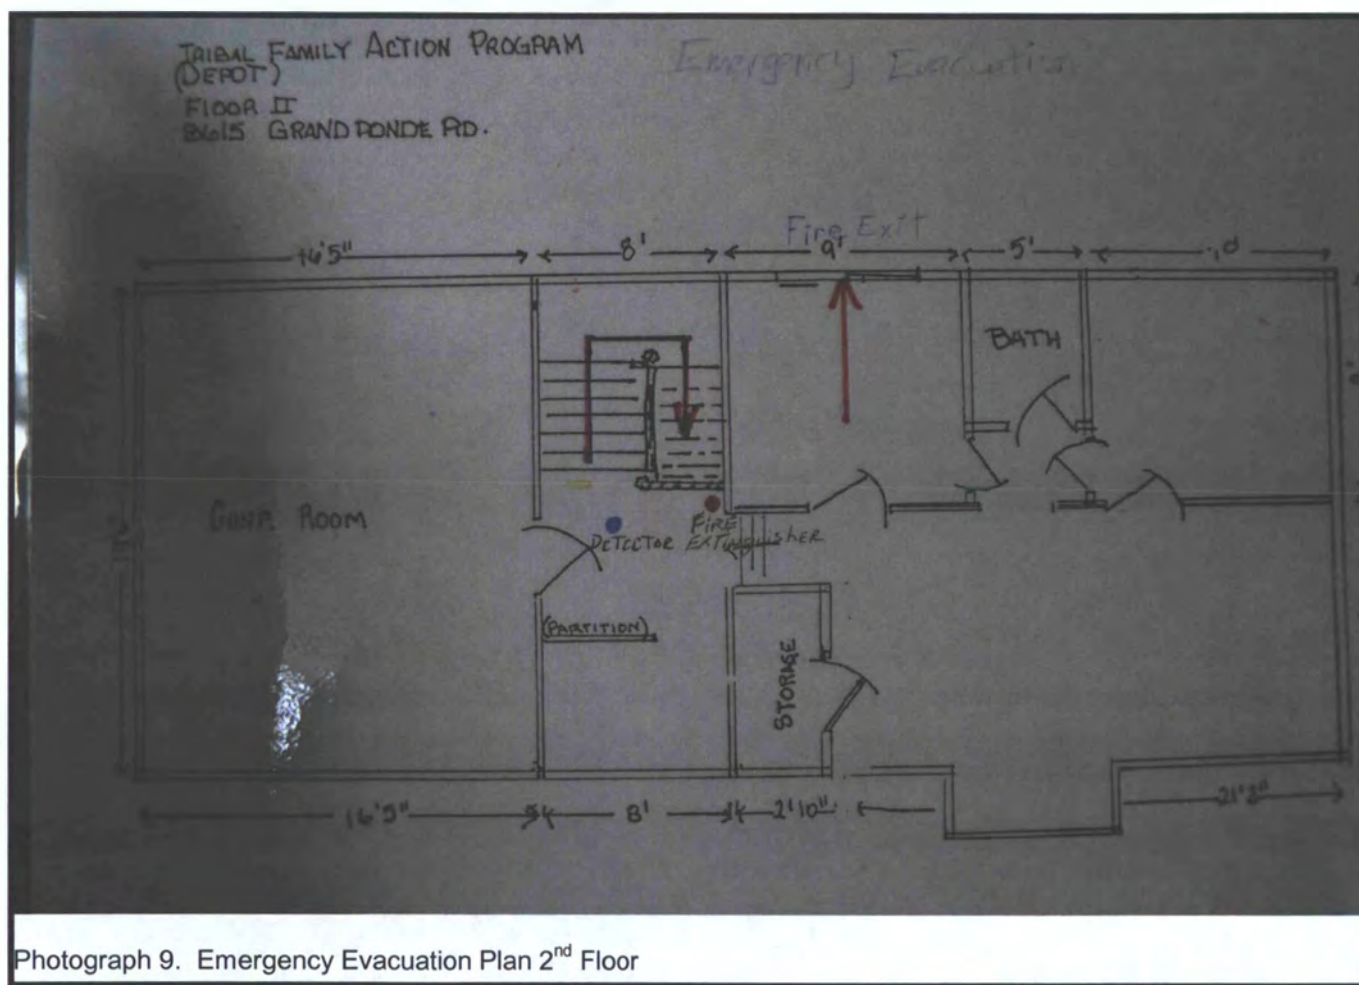 TRIBAL FAMILY ACTION PROGRAM
(DEPOT)
FLOOR II
GRAND RONDE RD.
Emergency Evacuation
Fire Exit
16'5"
8'
9'
5'
BATH
CONF. ROOM
DETECTOR
FIRE
EXTINGUISHER
(PARTITION)
STORAGE
16'5"
8'
2'10"
21'2"
Photograph 9. Emergency Evacuation Plan 2nd Floor